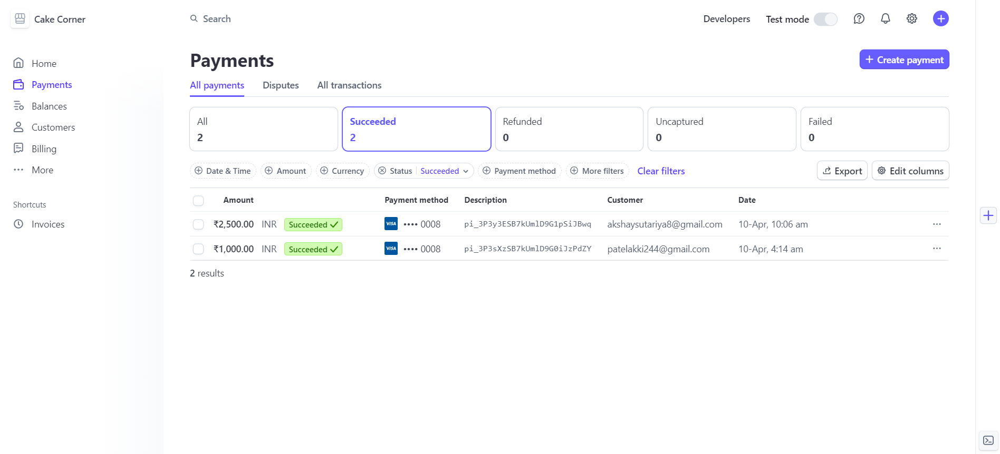 Cake Corner
Search
Developers
Test mode
Home
Payments
Balances
Customers
Billing
More
Shortcuts
Invoices
Payments
Create payment
All payments Disputes All transactions
All
2
Succeeded
2
Refunded
0
Uncaptured
0
Failed
0
Date & Time Amount Currency Status Succeeded Payment method More filters Clear filters Export Edit columns
Amount Payment method Description Customer Date
₹2,500.00 INR Succeeded VISA •••• 0008 pi_3P3y3ESB7kUmlD9G1pSiJBwq akshaysutariya8@gmail.com 10-Apr, 10:06 am
₹1,000.00 INR Succeeded VISA •••• 0008 pi_3P3sXzSB7kUmlD9G0iJzPdZY patelakki244@gmail.com 10-Apr, 4:14 am
2 results